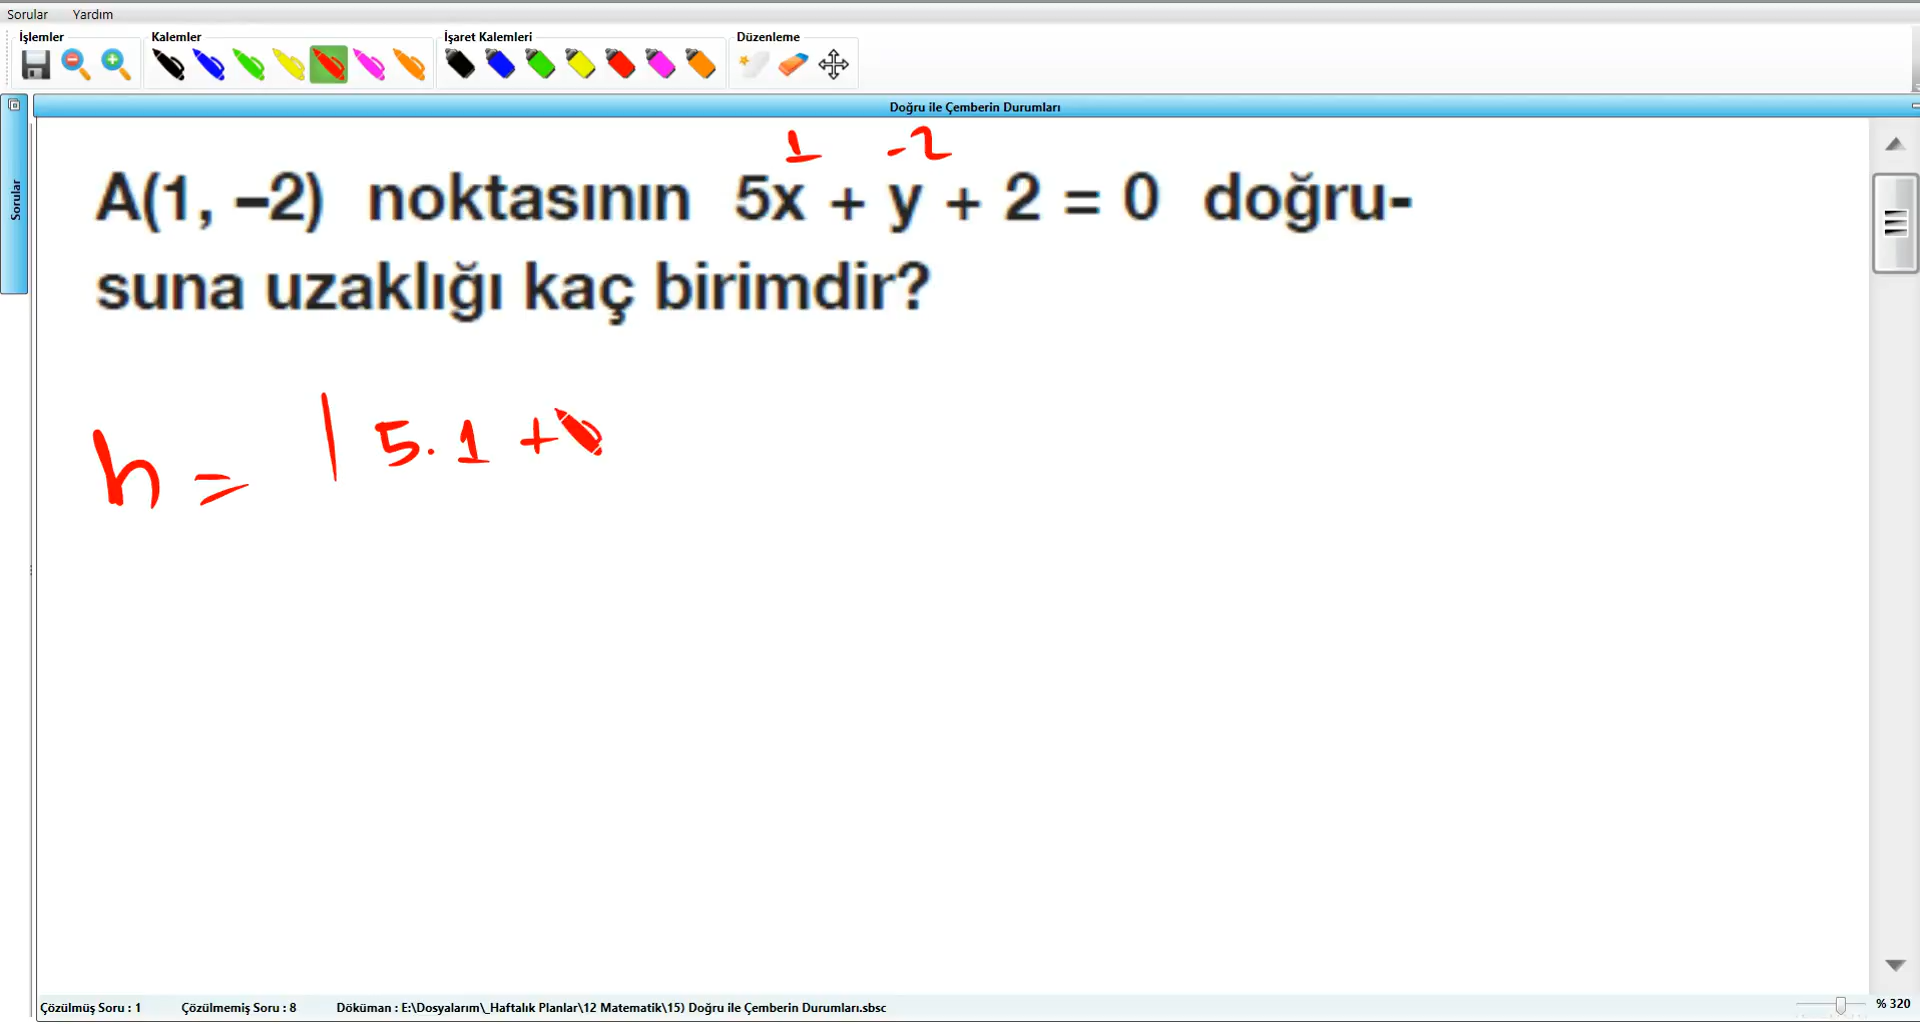 Sorular Yardım
İşlemler Kalemler İşaret Kalemleri Düzenleme
Doğru ile Çemberin Durumları
Sorular
1 -2
A(1, –2) noktasının 5x + y + 2 = 0 doğru-
suna uzaklığı kaç birimdir?
h = | 5.1 +
Çözülmüş Soru : 1 Çözülmemiş Soru : 8 Döküman : E:\Dosyalarım\_Haftalık Planlar\12 Matematik\15) Doğru ile Çemberin Durumları.sbsc % 320